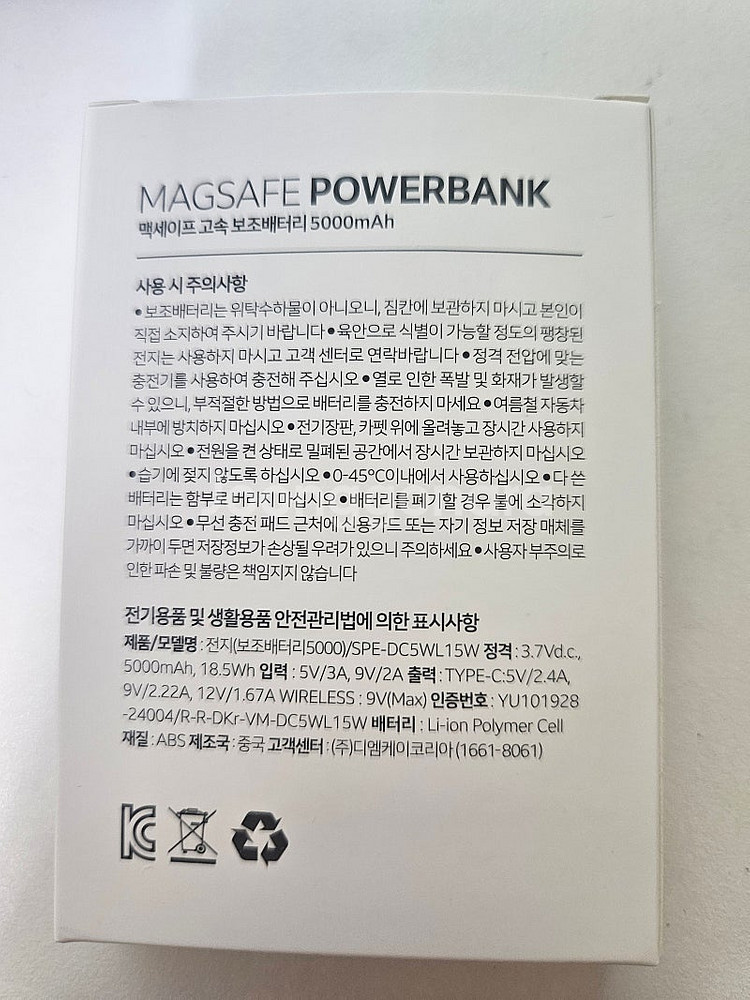 MAGSAFE POWERBANK
맥세이프 고속 보조배터리 5000mAh
사용 시 주의사항
•보조배터리는 위탁수하물이 아니오니, 짐칸에 보관하지 마시고 본인이
직접 소지하여 주시기 바랍니다•육안으로 식별이 가능할 정도의 팽창된
전지는 사용하지 마시고 고객 센터로 연락바랍니다•정격 전압에 맞는
충전기를 사용하여 충전해 주십시오•열로 인한 폭발 및 화재가 발생할
수 있으니, 부적절한 방법으로 배터리를 충전하지 마세요•여름철 자동차
내부에 방치하지 마십시오•전기장판, 카펫 위에 올려놓고 장시간 사용하지
마십시오•전원을 켠 상태로 밀폐된 공간에서 장시간 보관하지 마십시오
•습기에 젖지 않도록 하십시오•0-45℃이내에서 사용하십시오•다 쓴
배터리는 함부로 버리지 마십시오•배터리를 폐기할 경우 불에 소각하지
마십시오•무선 충전 패드 근처에 신용카드 또는 자기 정보 저장 매체를
가까이 두면 저장정보가 손상될 우려가 있으니 주의하세요•사용자 부주의로
인한 파손 및 불량은 책임지지 않습니다
전기용품 및 생활용품 안전관리법에 의한 표시사항
제품/모델명 : 전지(보조배터리5000)/SPE-DC5WL15W 정격 : 3.7Vd.c.,
5000mAh, 18.5Wh 입력 : 5V/3A, 9V/2A 출력 : TYPE-C:5V/2.4A,
9V/2.22A, 12V/1.67A WIRELESS : 9V(Max) 인증번호 : YU101928
-24004/R-R-DKr-VM-DC5WL15W 배터리 : Li-ion Polymer Cell
재질 : ABS 제조국 : 중국 고객센터 : (주)디엠케이코리아(1661-8061)